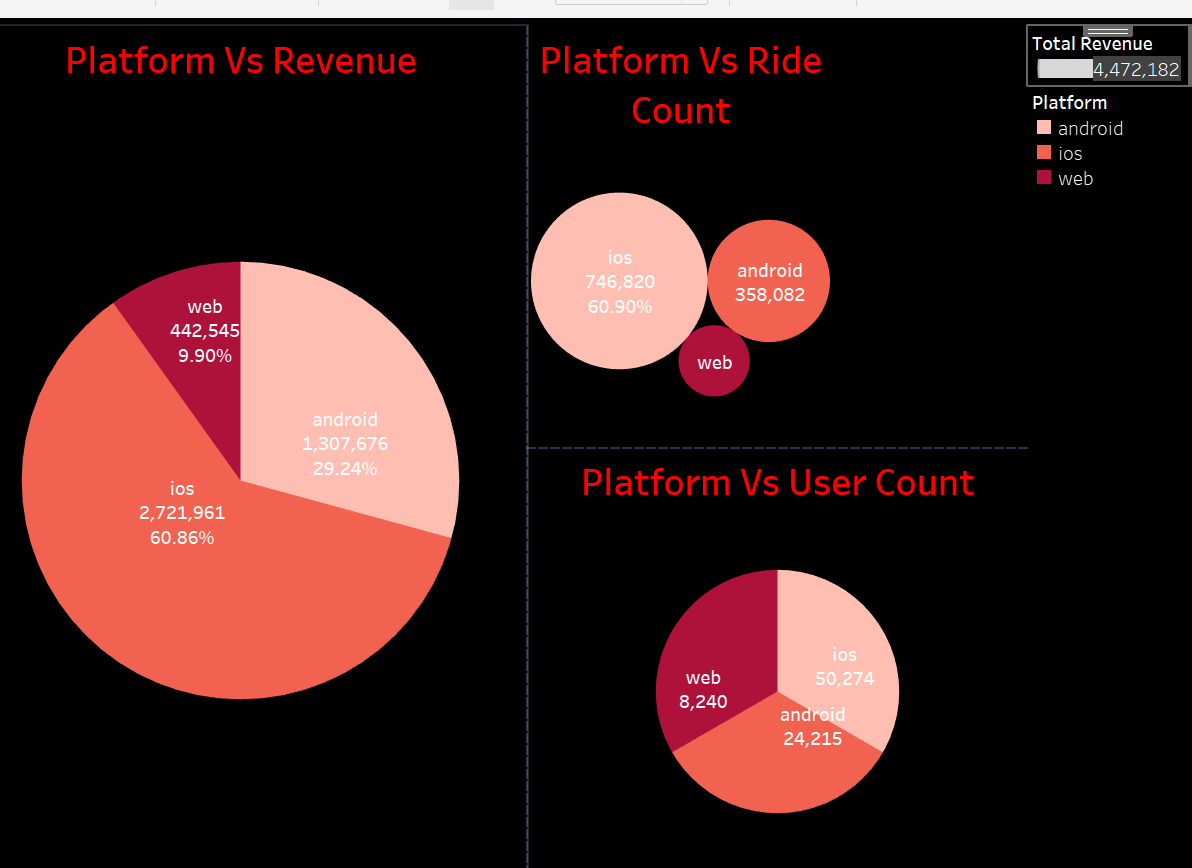 Platform Vs Revenue
web
442,545
9.90%
android
1,307,676
29.24%
ios
2,721,961
60.86%
Platform Vs Ride
Count
ios
746,820
60.90%
android
358,082
web
Platform Vs User Count
ios
50,274
web
8,240
android
24,215
Total Revenue
4,472,182
Platform
android
ios
web